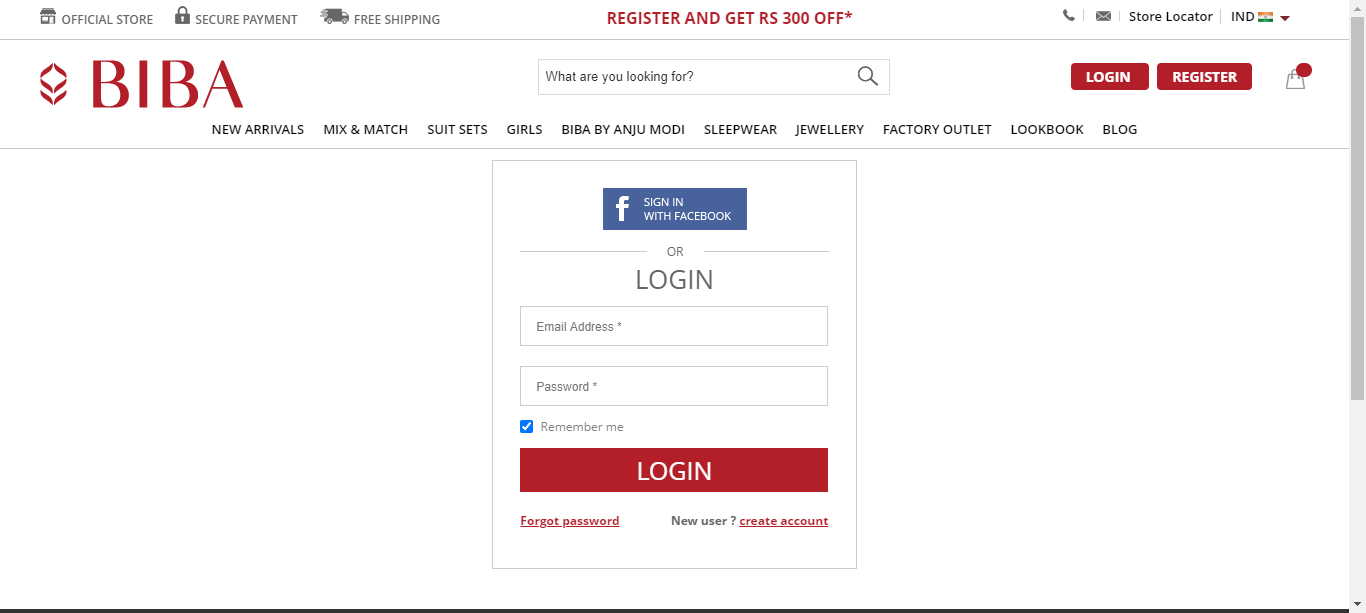 OFFICIAL STORE SECURE PAYMENT FREE SHIPPING REGISTER AND GET RS 300 OFF* Store Locator IND
BIBA What are you looking for? LOGIN REGISTER
NEW ARRIVALS MIX & MATCH SUIT SETS GIRLS BIBA BY ANJU MODI SLEEPWEAR JEWELLERY FACTORY OUTLET LOOKBOOK BLOG
f SIGN IN
WITH FACEBOOK
OR
LOGIN
Email Address *
Password *
Remember me
LOGIN
Forgot password New user ? create account